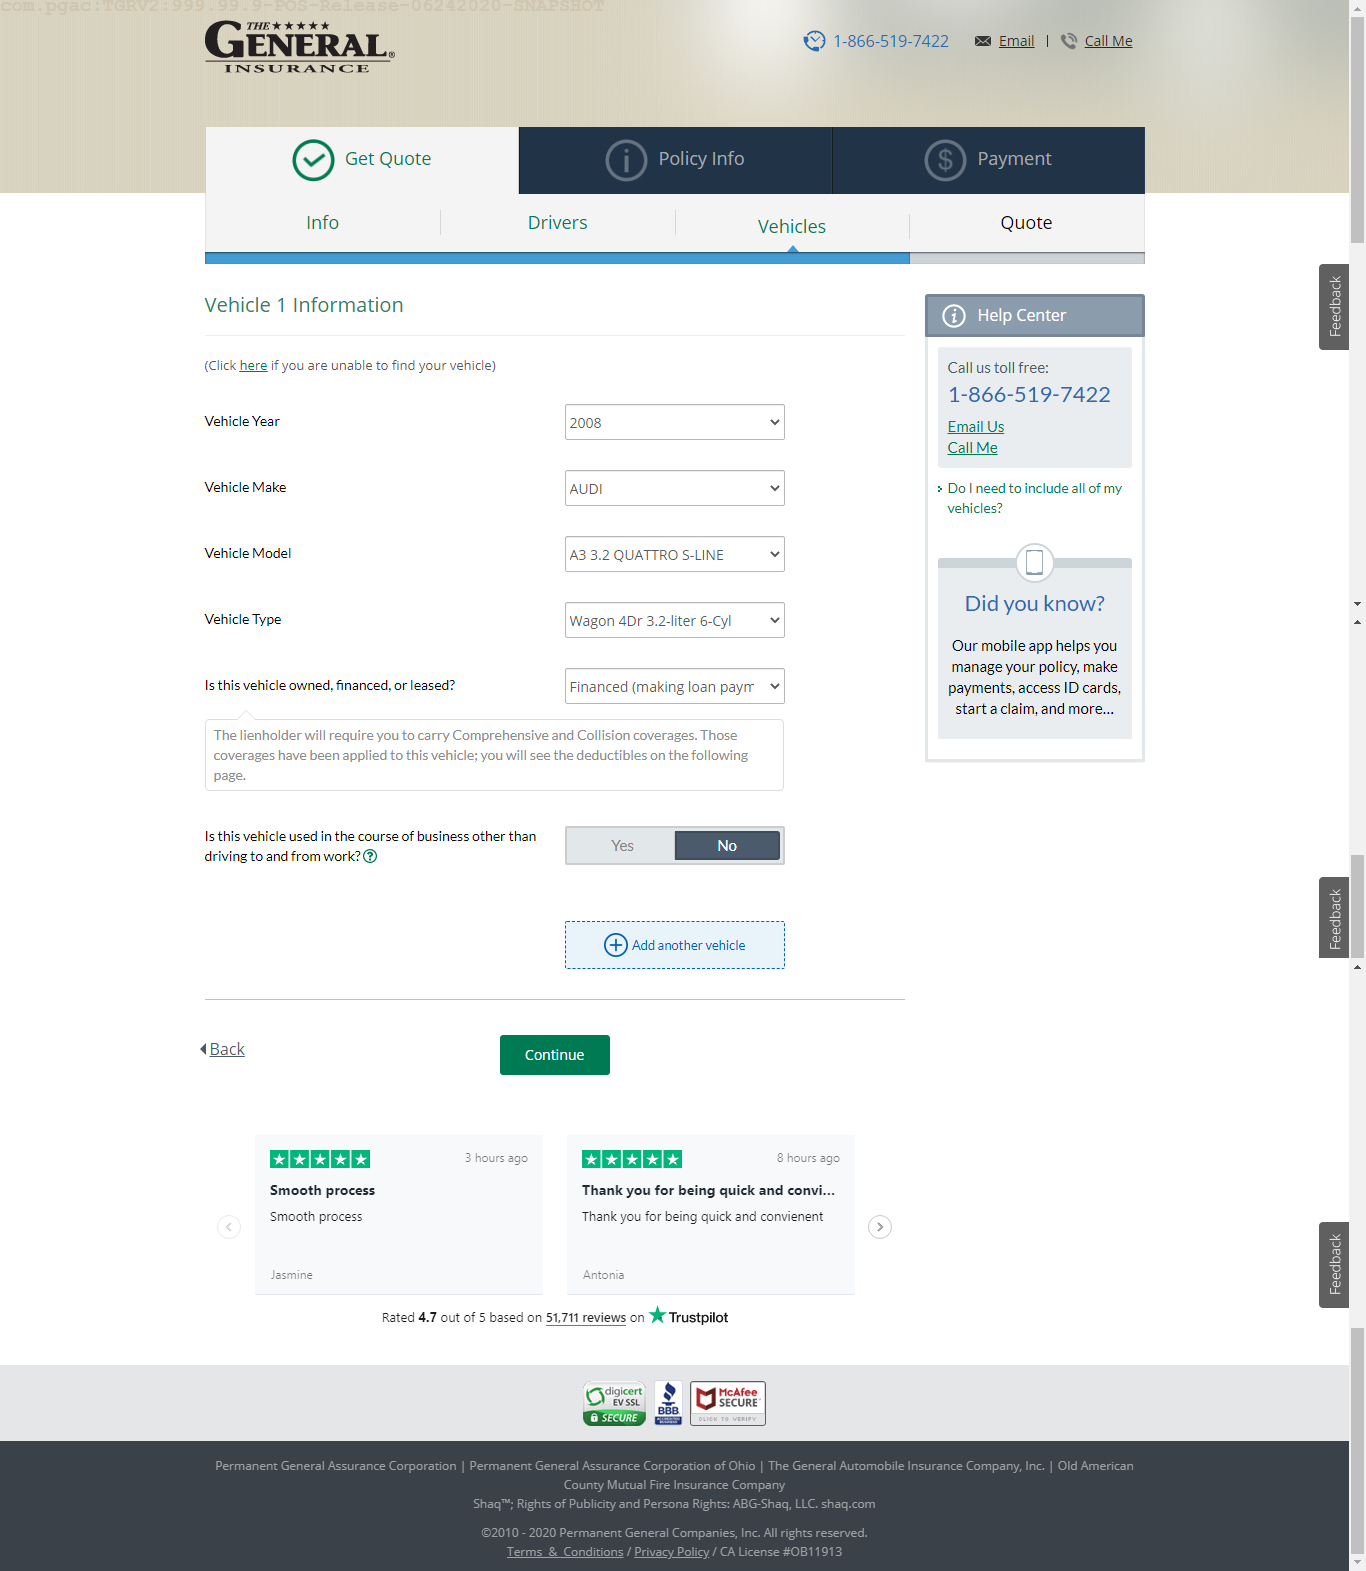 com.pgac:TGRV2:999.99.9-POS-Release-06242020-SNAPSHOT
THE
GENERAL®
INSURANCE
1-866-519-7422 Email | Call Me
Get Quote Policy Info Payment
Info Drivers Vehicles Quote
Vehicle 1 Information
(Click here if you are unable to find your vehicle)
Vehicle Year 2008
Vehicle Make AUDI
Vehicle Model A3 3.2 QUATTRO S-LINE
Vehicle Type Wagon 4Dr 3.2-liter 6-Cyl
Is this vehicle owned, financed, or leased? Financed (making loan paym
The lienholder will require you to carry Comprehensive and Collision coverages. Those
coverages have been applied to this vehicle; you will see the deductibles on the following
page.
Is this vehicle used in the course of business other than
driving to and from work? ?
Yes No
Add another vehicle
Back
Continue
Help Center
Call us toll free:
1-866-519-7422
Email Us
Call Me
Do I need to include all of my
vehicles?
Did you know?
Our mobile app helps you
manage your policy, make
payments, access ID cards,
start a claim, and more...
Feedback
Feedback
Feedback
3 hours ago
Smooth process
Smooth process
Jasmine
8 hours ago
Thank you for being quick and convi...
Thank you for being quick and convienent
Antonia
Rated 4.7 out of 5 based on 51,711 reviews on Trustpilot
digicert
EV SSL
SECURE
BBB
ACCREDITED
BUSINESS
McAfee
SECURE™
CLICK TO VERIFY
Permanent General Assurance Corporation | Permanent General Assurance Corporation of Ohio | The General Automobile Insurance Company, Inc. | Old American
County Mutual Fire Insurance Company
Shaq™; Rights of Publicity and Persona Rights: ABG-Shaq, LLC. shaq.com
©2010 - 2020 Permanent General Companies, Inc. All rights reserved.
Terms & Conditions / Privacy Policy / CA License #OB11913